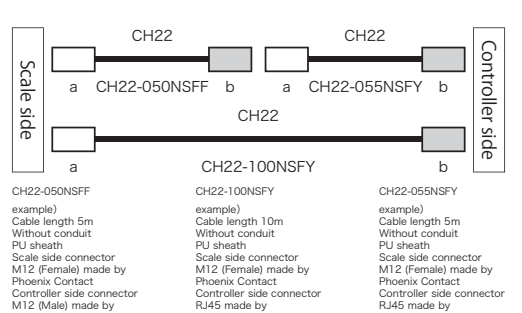 CH22
CH22
Scale side
Controller side
a
CH22-050NSFF
b
a
CH22-055NSFY
b
CH22
a
CH22-100NSFY
b
CH22-050NSFF
example)
Cable length 5m
Without conduit
PU sheath
Scale side connector
M12 (Female) made by
Phoenix Contact
Controller side connector
M12 (Male) made by
CH22-100NSFY
example)
Cable length 10m
Without conduit
PU sheath
Scale side connector
M12 (Female) made by
Phoenix Contact
Controller side connector
RJ45 made by
CH22-055NSFY
example)
Cable length 5m
Without conduit
PU sheath
Scale side connector
M12 (Female) made by
Phoenix Contact
Controller side connector
RJ45 made by